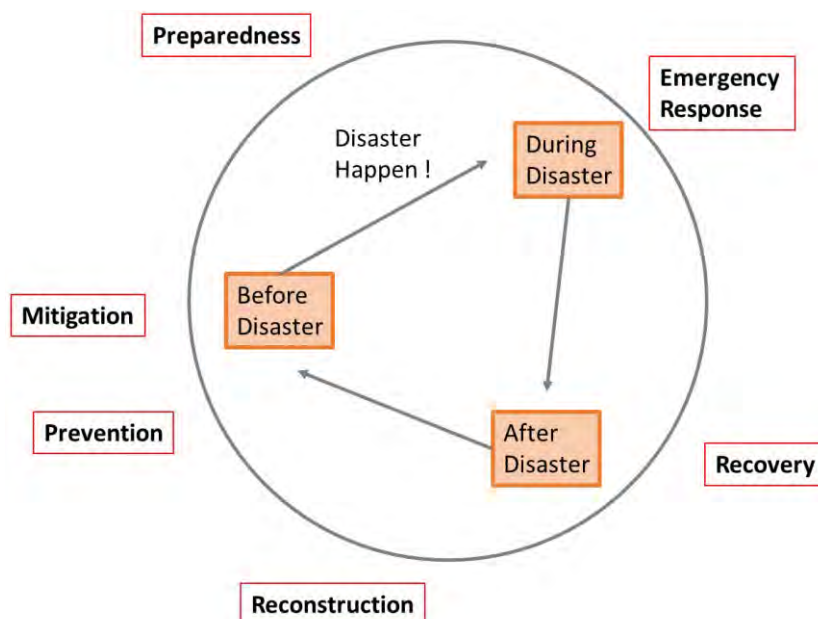 Preparedness
Emergency
Response
Disaster
Happen !
During
Disaster
Before
Disaster
Mitigation
Prevention
After
Disaster
Recovery
Reconstruction